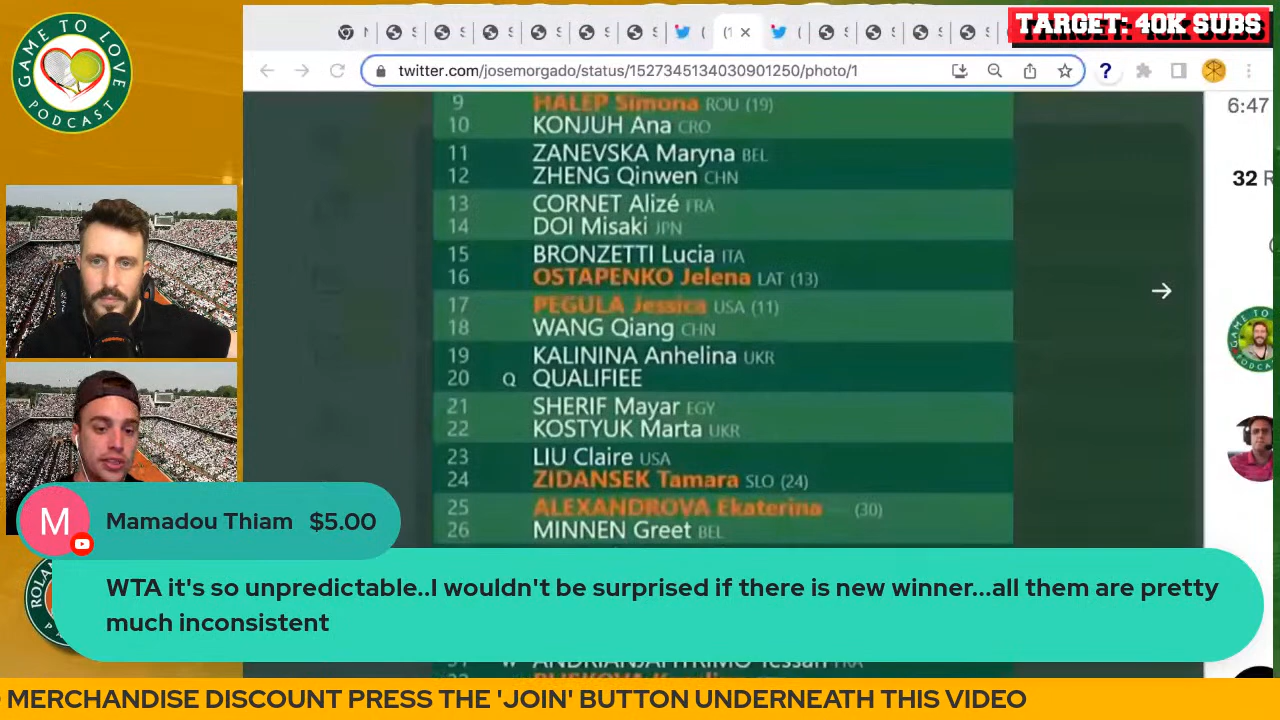 GAME TO LOVE
PODCAST
TARGET: 40K SUBS
twitter.com/josemorgado/status/1527345134030901250/photo/1
6:47
9 HALEP Simona ROU (19)
10 KONJUH Ana CRO
11 ZANEVSKA Maryna BEL
12 ZHENG Qinwen CHN
32
13 CORNET Alizé FRA
14 DOI Misaki JPN
15 BRONZETTI Lucia ITA
16 OSTAPENKO Jelena LAT (13)
17 PEGULA Jessica USA (11)
18 WANG Qiang CHN
19 KALININA Anhelina UKR
20 Q QUALIFIEE
21 SHERIF Mayar EGY
22 KOSTYUK Marta UKR
23 LIU Claire USA
24 ZIDANSEK Tamara SLO (24)
25 ALEXANDROVA Ekaterina (30)
26 MINNEN Greet BEL
M Mamadou Thiam $5.00
WTA it's so unpredictable..I wouldn't be surprised if there is new winner...all them are pretty
much inconsistent
MERCHANDISE DISCOUNT PRESS THE 'JOIN' BUTTON UNDERNEATH THIS VIDEO